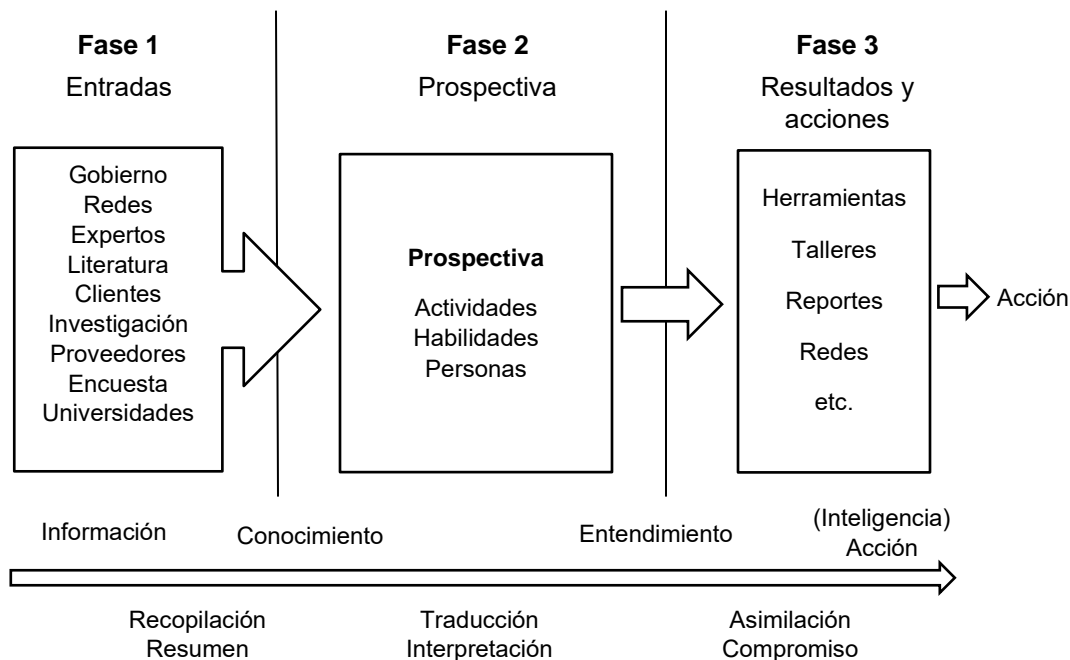 Fase 1
Entradas
Fase 2
Prospectiva
Fase 3
Resultados y
acciones
Gobierno
Redes
Expertos
Literatura
Clientes
Investigación
Proveedores
Encuesta
Universidades
Prospectiva
Actividades
Habilidades
Personas
Herramientas
Talleres
Reportes
Redes
etc.
Acción
Información
Conocimiento
Entendimiento
(Inteligencia)
Acción
Recopilación
Resumen
Traducción
Interpretación
Asimilación
Compromiso